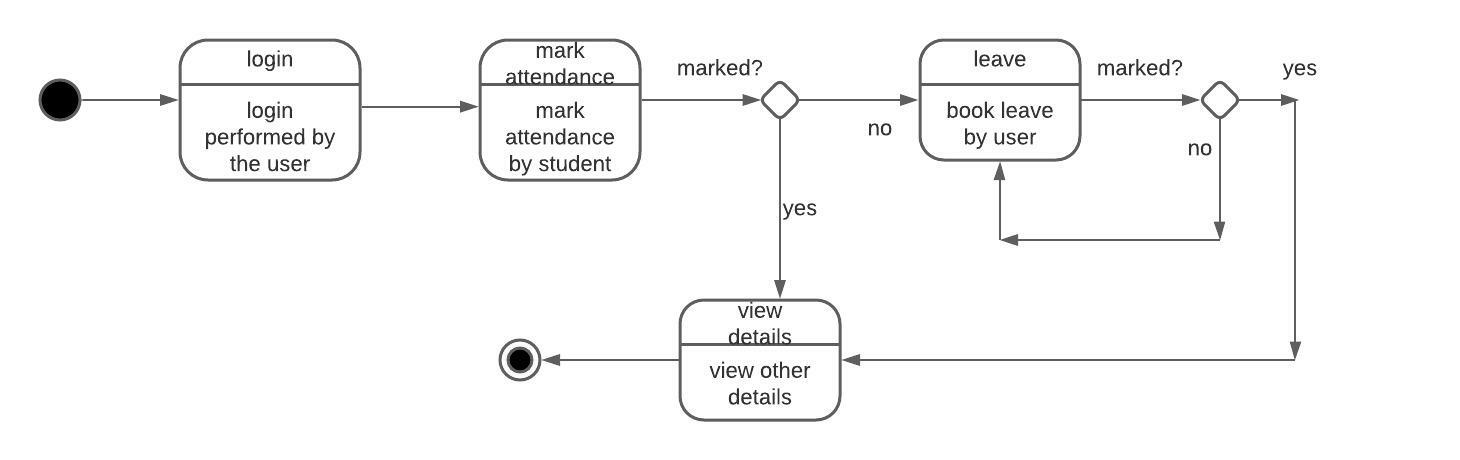 login
login
performed by
the user
mark
attendance
mark
attendance
by student
marked?
no
yes
leave
book leave
by user
marked?
yes
no
view
details
view other
details